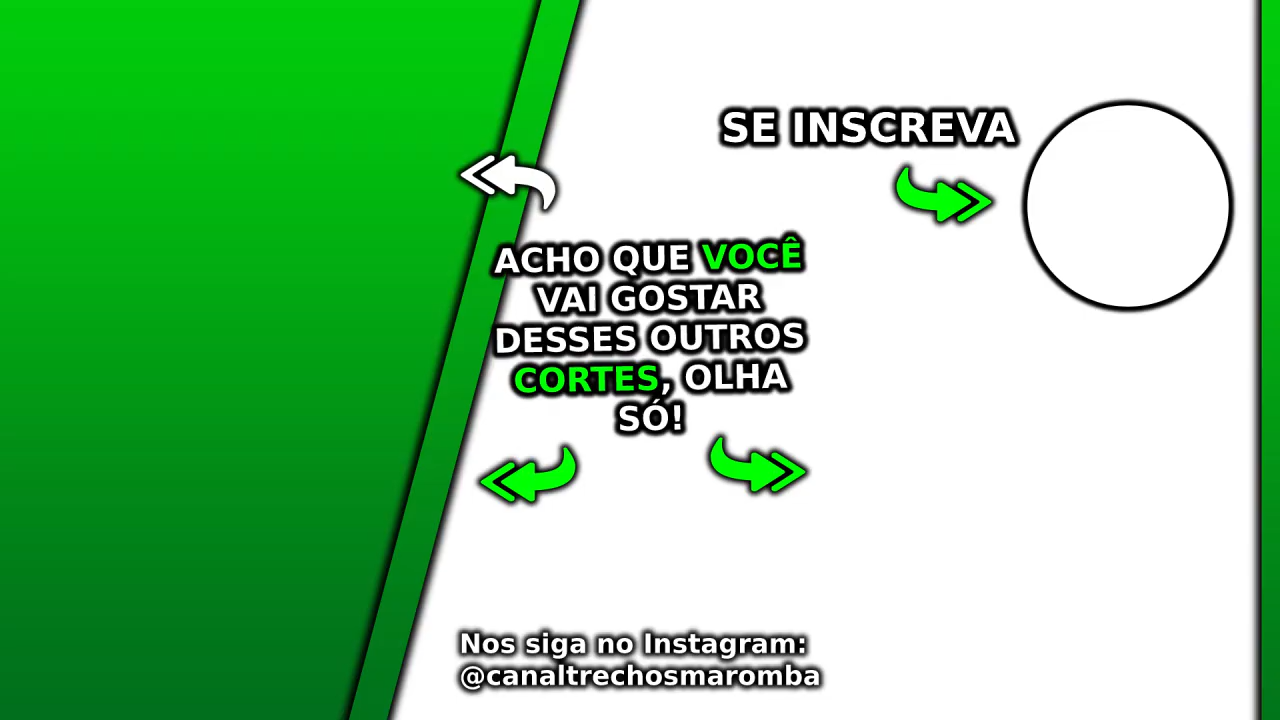 SE INSCREVA
ACHO QUE VOCÊ
VAI GOSTAR
DESSES OUTROS
CORTES, OLHA
SÓ!
Nos siga no Instagram:
@canaltrechosmaromba